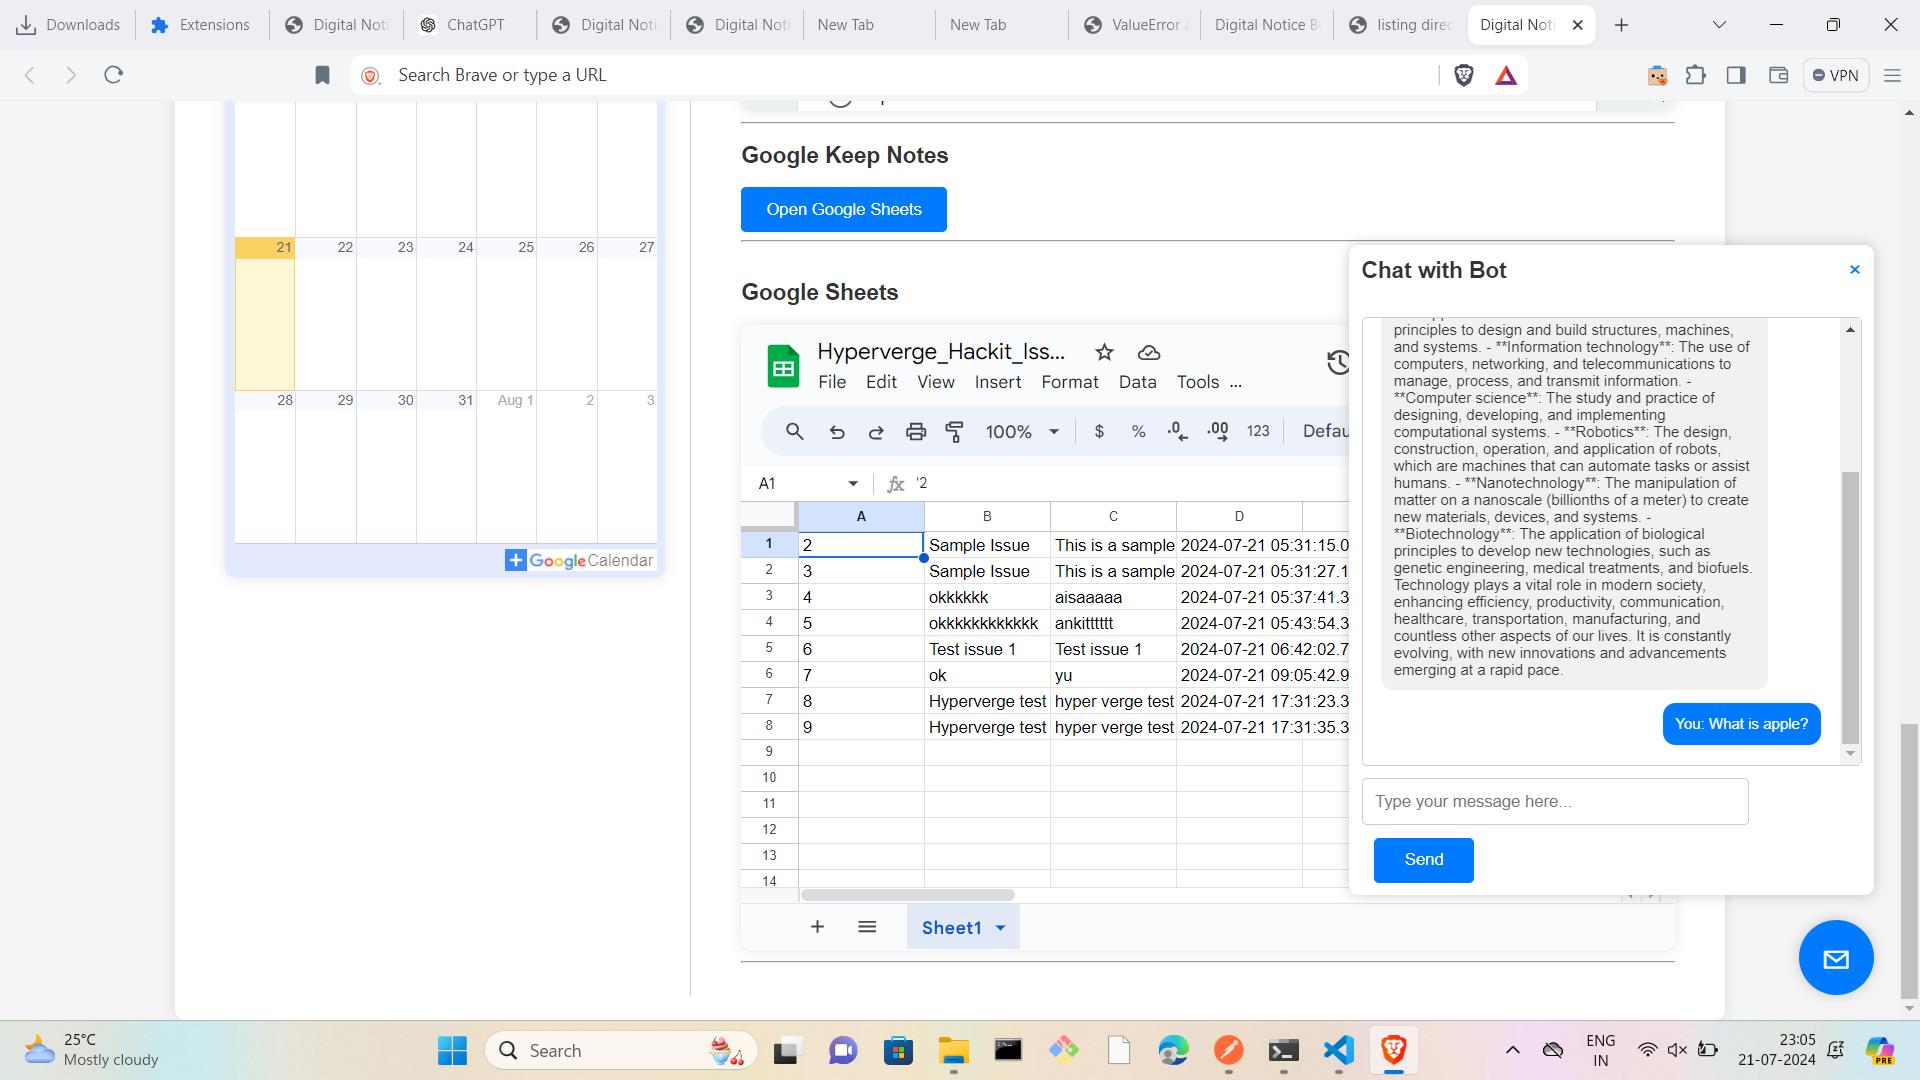 Downloads
Extensions
Digital Noti
ChatGPT
Digital Noti
Digital Noti
New Tab
New Tab
ValueError a
Digital Notice B
listing direc
Digital Noti
Search Brave or type a URL
VPN
21 22 23 24 25 26 27
28 29 30 31 Aug 1 2 3
Google Calendar
Google Keep Notes
Open Google Sheets
Google Sheets
Hyperverge_Hackit_Iss...
File Edit View Insert Format Data Tools ...
100% $ % .0 .00 123 Defau
A1 '2
A B C D
1 2 Sample Issue This is a sample 2024-07-21 05:31:15.0
2 3 Sample Issue This is a sample 2024-07-21 05:31:27.1
3 4 okkkkkk aisaaaaa 2024-07-21 05:37:41.3
4 5 okkkkkkkkkkkk ankitttttt 2024-07-21 05:43:54.3
5 6 Test issue 1 Test issue 1 2024-07-21 06:42:02.7
6 7 ok yu 2024-07-21 09:05:42.9
7 8 Hyperverge test hyper verge test 2024-07-21 17:31:23.3
8 9 Hyperverge test hyper verge test 2024-07-21 17:31:35.3
9
10
11
12
13
14
Sheet1
Chat with Bot
×
principles to design and build structures, machines,
and systems. - **Information technology**: The use of
computers, networking, and telecommunications to
manage, process, and transmit information. -
**Computer science**: The study and practice of
designing, developing, and implementing
computational systems. - **Robotics**: The design,
construction, operation, and application of robots,
which are machines that can automate tasks or assist
humans. - **Nanotechnology**: The manipulation of
matter on a nanoscale (billionths of a meter) to create
new materials, devices, and systems. -
**Biotechnology**: The application of biological
principles to develop new technologies, such as
genetic engineering, medical treatments, and biofuels.
Technology plays a vital role in modern society,
enhancing efficiency, productivity, communication,
healthcare, transportation, manufacturing, and
countless other aspects of our lives. It is constantly
evolving, with new innovations and advancements
emerging at a rapid pace.
You: What is apple?
Type your message here...
Send
25°C
Mostly cloudy
Search
ENG
IN
23:05
21-07-2024
PRE